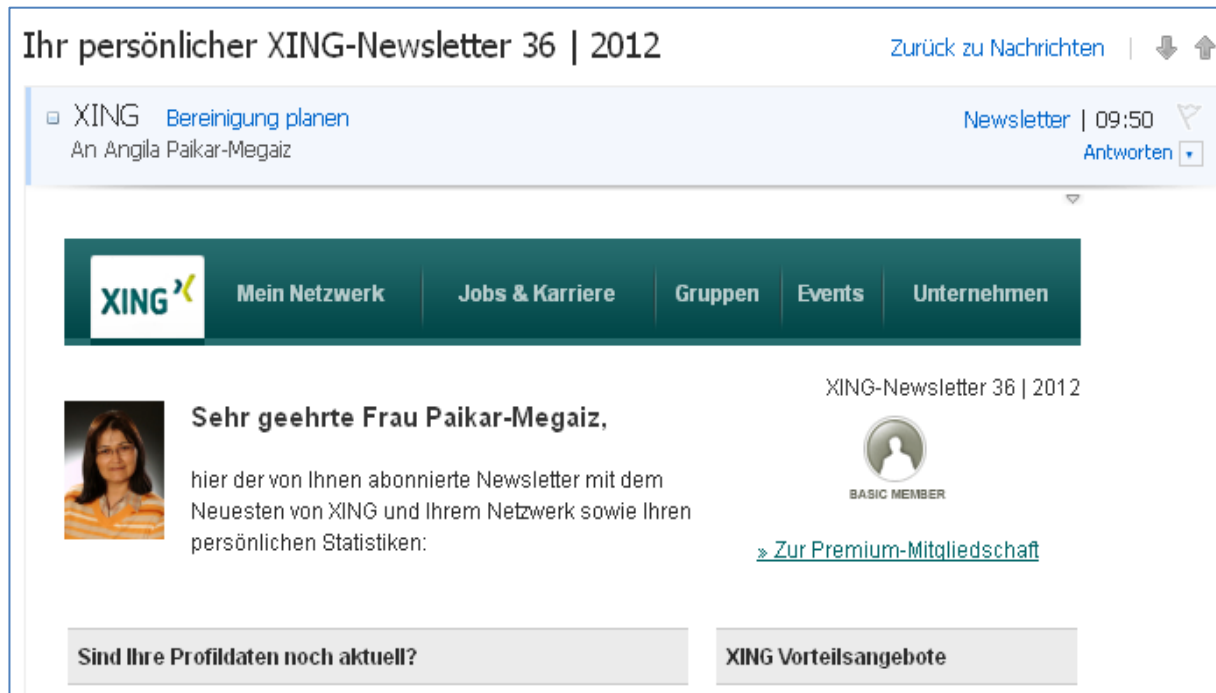 Ihr persönlicher XING-Newsletter 36 | 2012
Zurück zu Nachrichten |
XING Bereinigung planen
Newsletter | 09:50
An Angila Paikar-Megaiz
Antworten
XING Mein Netzwerk Jobs & Karriere Gruppen Events Unternehmen
XING-Newsletter 36 | 2012
Sehr geehrte Frau Paikar-Megaiz,
hier der von Ihnen abonnierte Newsletter mit dem
Neuesten von XING und Ihrem Netzwerk sowie Ihren
persönlichen Statistiken:
BASIC MEMBER
» Zur Premium-Mitgliedschaft
Sind Ihre Profildaten noch aktuell?
XING Vorteilsangebote